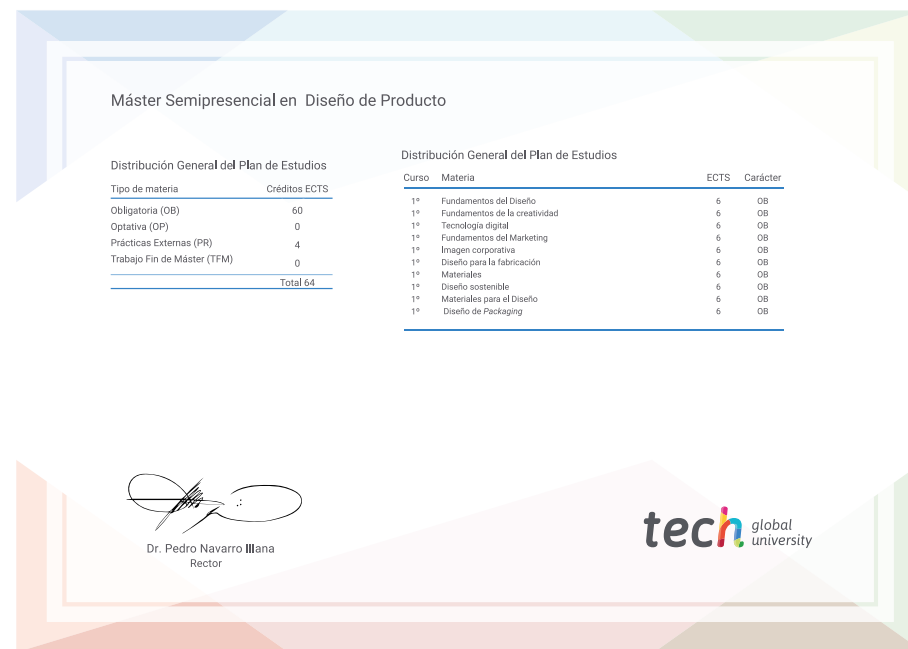 Máster Semipresencial en Diseño de Producto
Distribución General del Plan de Estudios
Tipo de materia Créditos ECTS
Obligatoria (OB) 60
Optativa (OP) 0
Prácticas Externas (PR) 4
Trabajo Fin de Máster (TFM) 0
Total 64
Distribución General del Plan de Estudios
Curso Materia ECTS Carácter
1º Fundamentos del Diseño 6 OB
1º Fundamentos de la creatividad 6 OB
1º Tecnología digital 6 OB
1º Fundamentos del Marketing 6 OB
1º Imagen corporativa 6 OB
1º Diseño para la fabricación 6 OB
1º Materiales 6 OB
1º Diseño sostenible 6 OB
1º Materiales para el Diseño 6 OB
1º Diseño de Packaging 6 OB
Dr. Pedro Navarro Illana
Rector
tech global
university